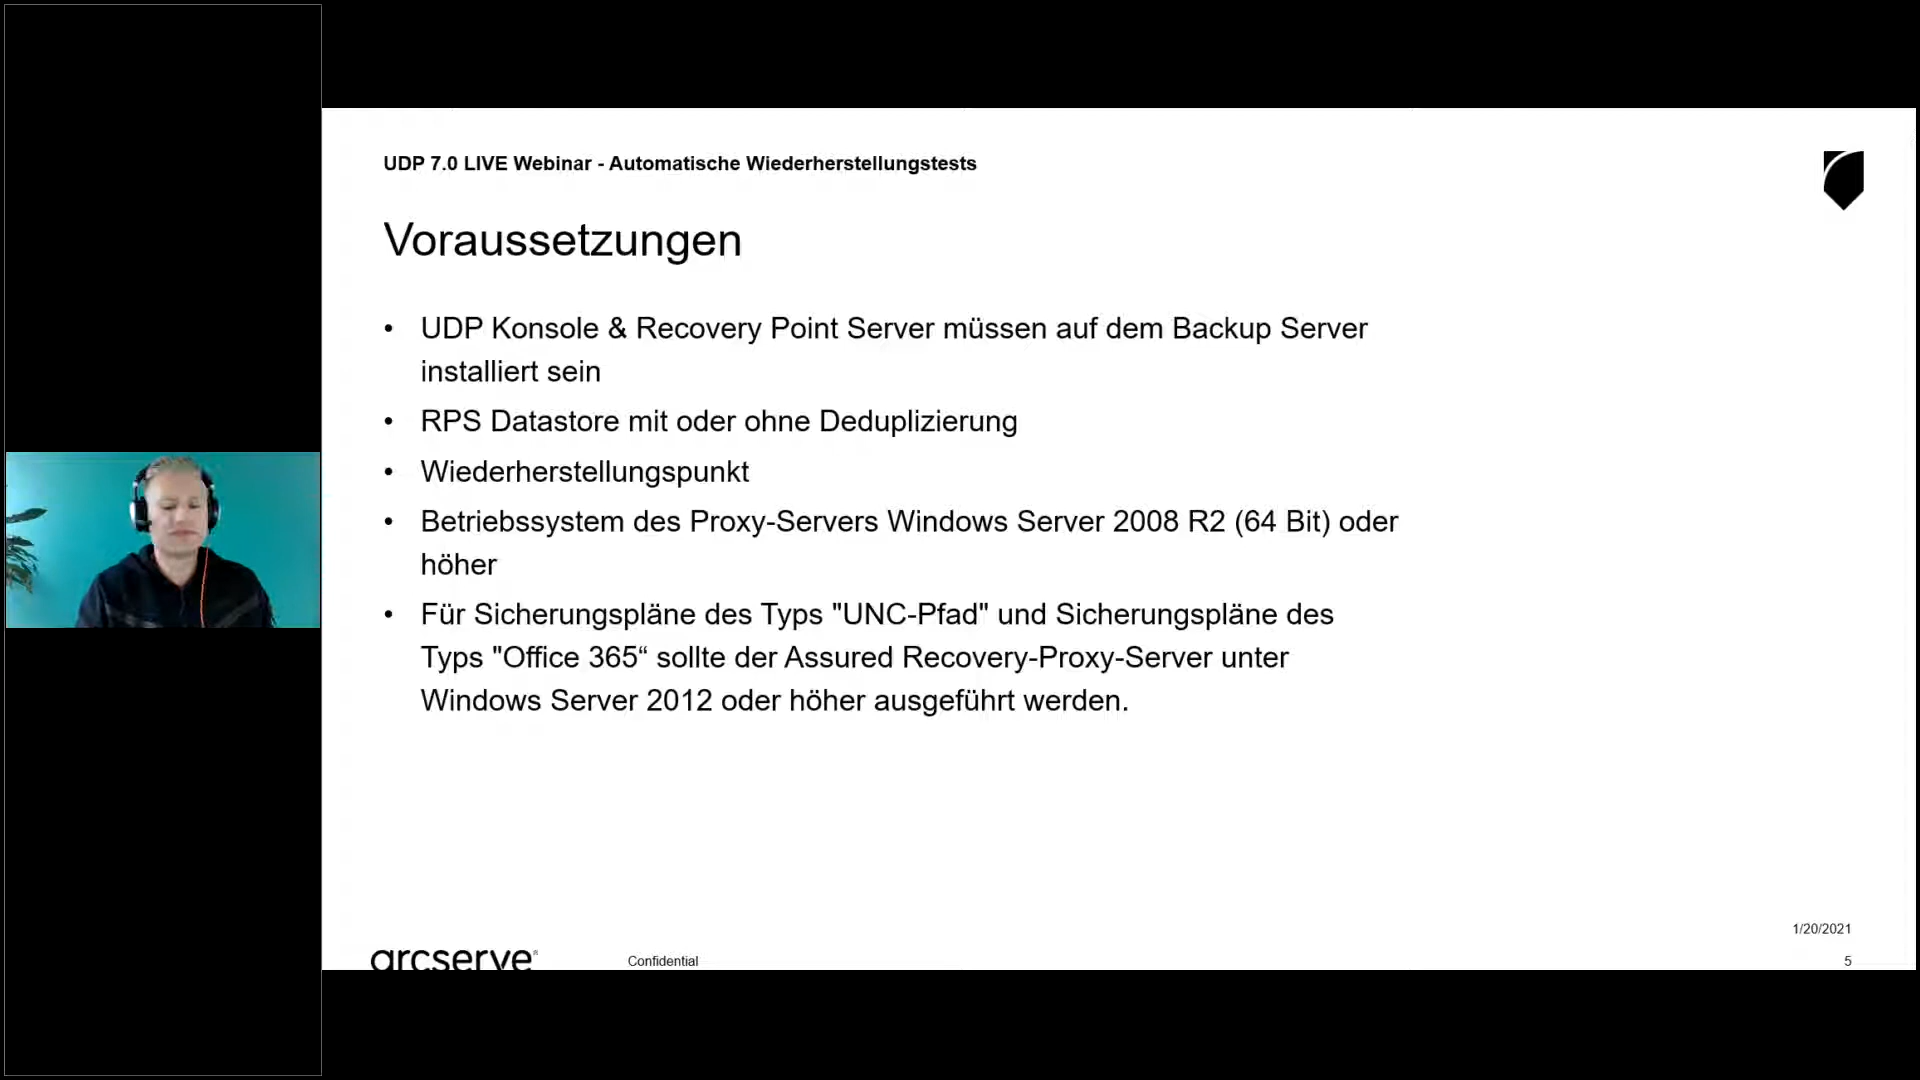 UDP 7.0 LIVE Webinar - Automatische Wiederherstellungstests
Voraussetzungen
• UDP Konsole & Recovery Point Server müssen auf dem Backup Server
installiert sein
• RPS Datastore mit oder ohne Deduplizierung
• Wiederherstellungspunkt
• Betriebssystem des Proxy-Servers Windows Server 2008 R2 (64 Bit) oder
höher
• Für Sicherungspläne des Typs "UNC-Pfad" und Sicherungspläne des
Typs "Office 365“ sollte der Assured Recovery-Proxy-Server unter
Windows Server 2012 oder höher ausgeführt werden.
1/20/2021
arcserve®
Confidential
5